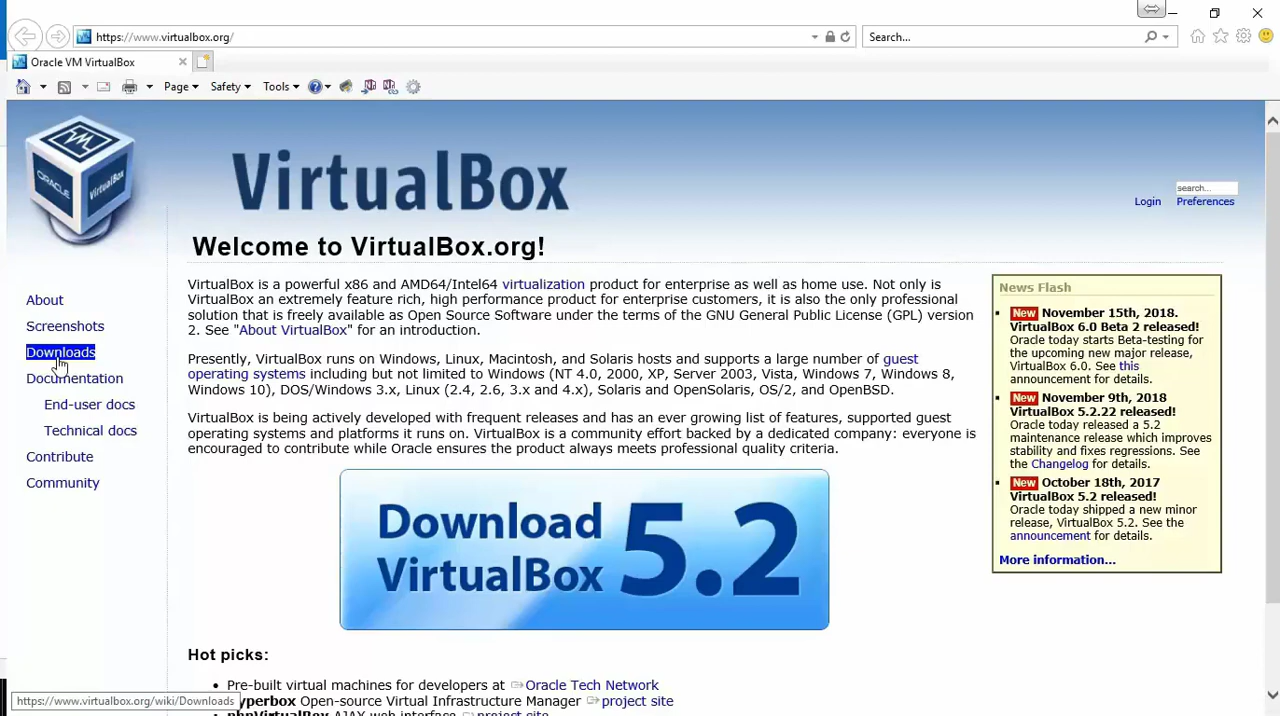 https://www.virtualbox.org/
Search...
Oracle VM VirtualBox
Page
Safety
Tools
ORACLE
VirtualBox
VirtualBox
search...
Login
Preferences
Welcome to VirtualBox.org!
About
Screenshots
Downloads
Documentation
End-user docs
Technical docs
Contribute
Community
VirtualBox is a powerful x86 and AMD64/Intel64 virtualization product for enterprise as well as home use. Not only is
VirtualBox an extremely feature rich, high performance product for enterprise customers, it is also the only professional
solution that is freely available as Open Source Software under the terms of the GNU General Public License (GPL) version
2. See "About VirtualBox" for an introduction.
Presently, VirtualBox runs on Windows, Linux, Macintosh, and Solaris hosts and supports a large number of guest
operating systems including but not limited to Windows (NT 4.0, 2000, XP, Server 2003, Vista, Windows 7, Windows 8,
Windows 10), DOS/Windows 3.x, Linux (2.4, 2.6, 3.x and 4.x), Solaris and OpenSolaris, OS/2, and OpenBSD.
VirtualBox is being actively developed with frequent releases and has an ever growing list of features, supported guest
operating systems and platforms it runs on. VirtualBox is a community effort backed by a dedicated company: everyone is
encouraged to contribute while Oracle ensures the product always meets professional quality criteria.
Download
VirtualBox
5.2
News Flash
New November 15th, 2018.
VirtualBox 6.0 Beta 2 released!
Oracle today starts Beta-testing for
the upcoming new major release,
VirtualBox 6.0. See this
announcement for details.
New November 9th, 2018
VirtualBox 5.2.22 released!
Oracle today released a 5.2
maintenance release which improves
stability and fixes regressions. See
the Changelog for details.
New October 18th, 2017
VirtualBox 5.2 released!
Oracle today shipped a new minor
release, VirtualBox 5.2. See the
announcement for details.
More information...
Hot picks:
Pre-built virtual machines for developers at Oracle Tech Network
yperbox Open-source Virtual Infrastructure Manager project site
phpVirtualBox AJAX web interface project site
https://www.virtualbox.org/wiki/Downloads